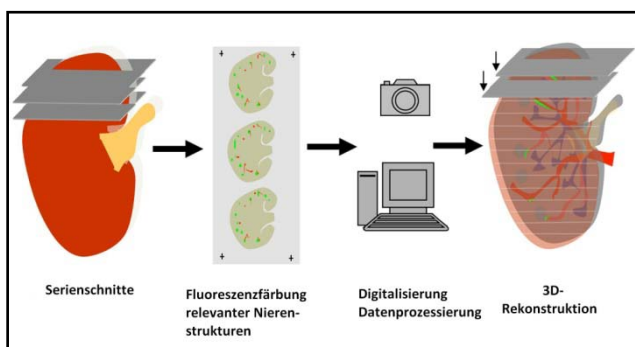 Serienschnitte
Fluoreszenzfärbung
relevanter Nieren-
strukturen
Digitalisierung
Datenprozessierung
3D-
Rekonstruktion